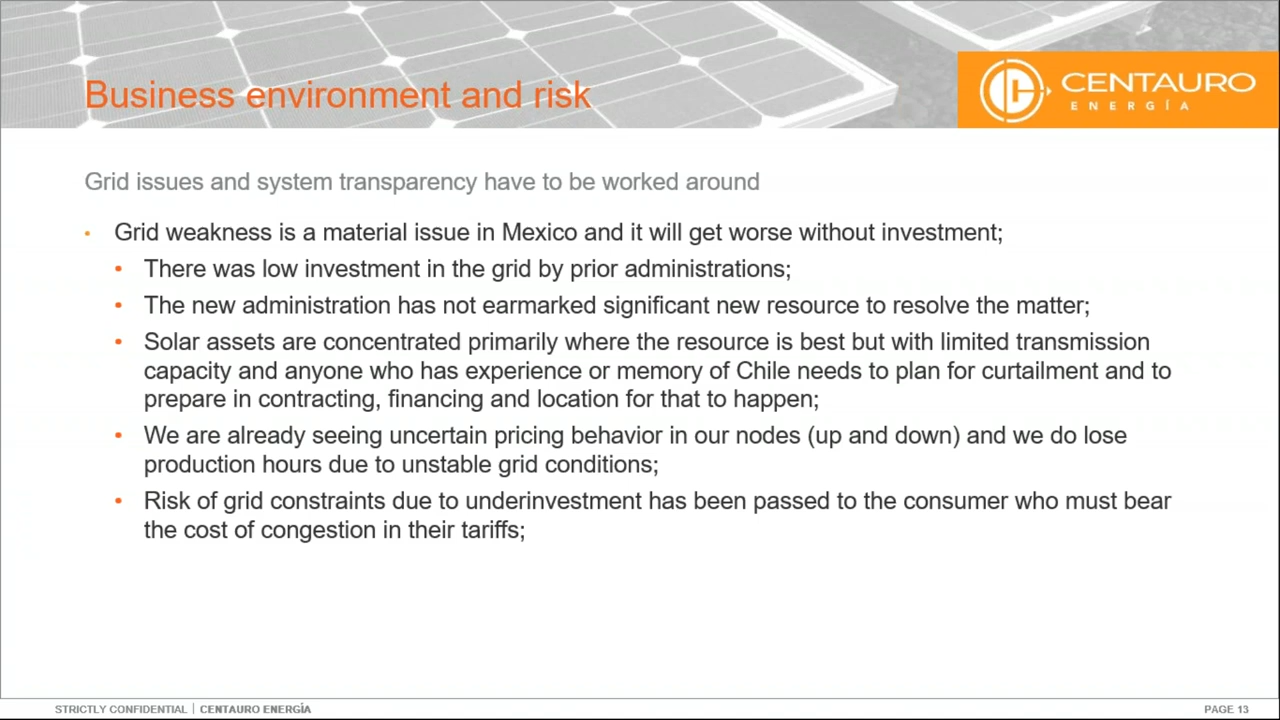 Business environment and risk
CENTAURO
ENERGÍA
Grid issues and system transparency have to be worked around
• Grid weakness is a material issue in Mexico and it will get worse without investment;
• There was low investment in the grid by prior administrations;
• The new administration has not earmarked significant new resource to resolve the matter;
• Solar assets are concentrated primarily where the resource is best but with limited transmission
capacity and anyone who has experience or memory of Chile needs to plan for curtailment and to
prepare in contracting, financing and location for that to happen;
• We are already seeing uncertain pricing behavior in our nodes (up and down) and we do lose
production hours due to unstable grid conditions;
• Risk of grid constraints due to underinvestment has been passed to the consumer who must bear
the cost of congestion in their tariffs;
STRICTLY CONFIDENTIAL | CENTAURO ENERGÍA
PAGE 13